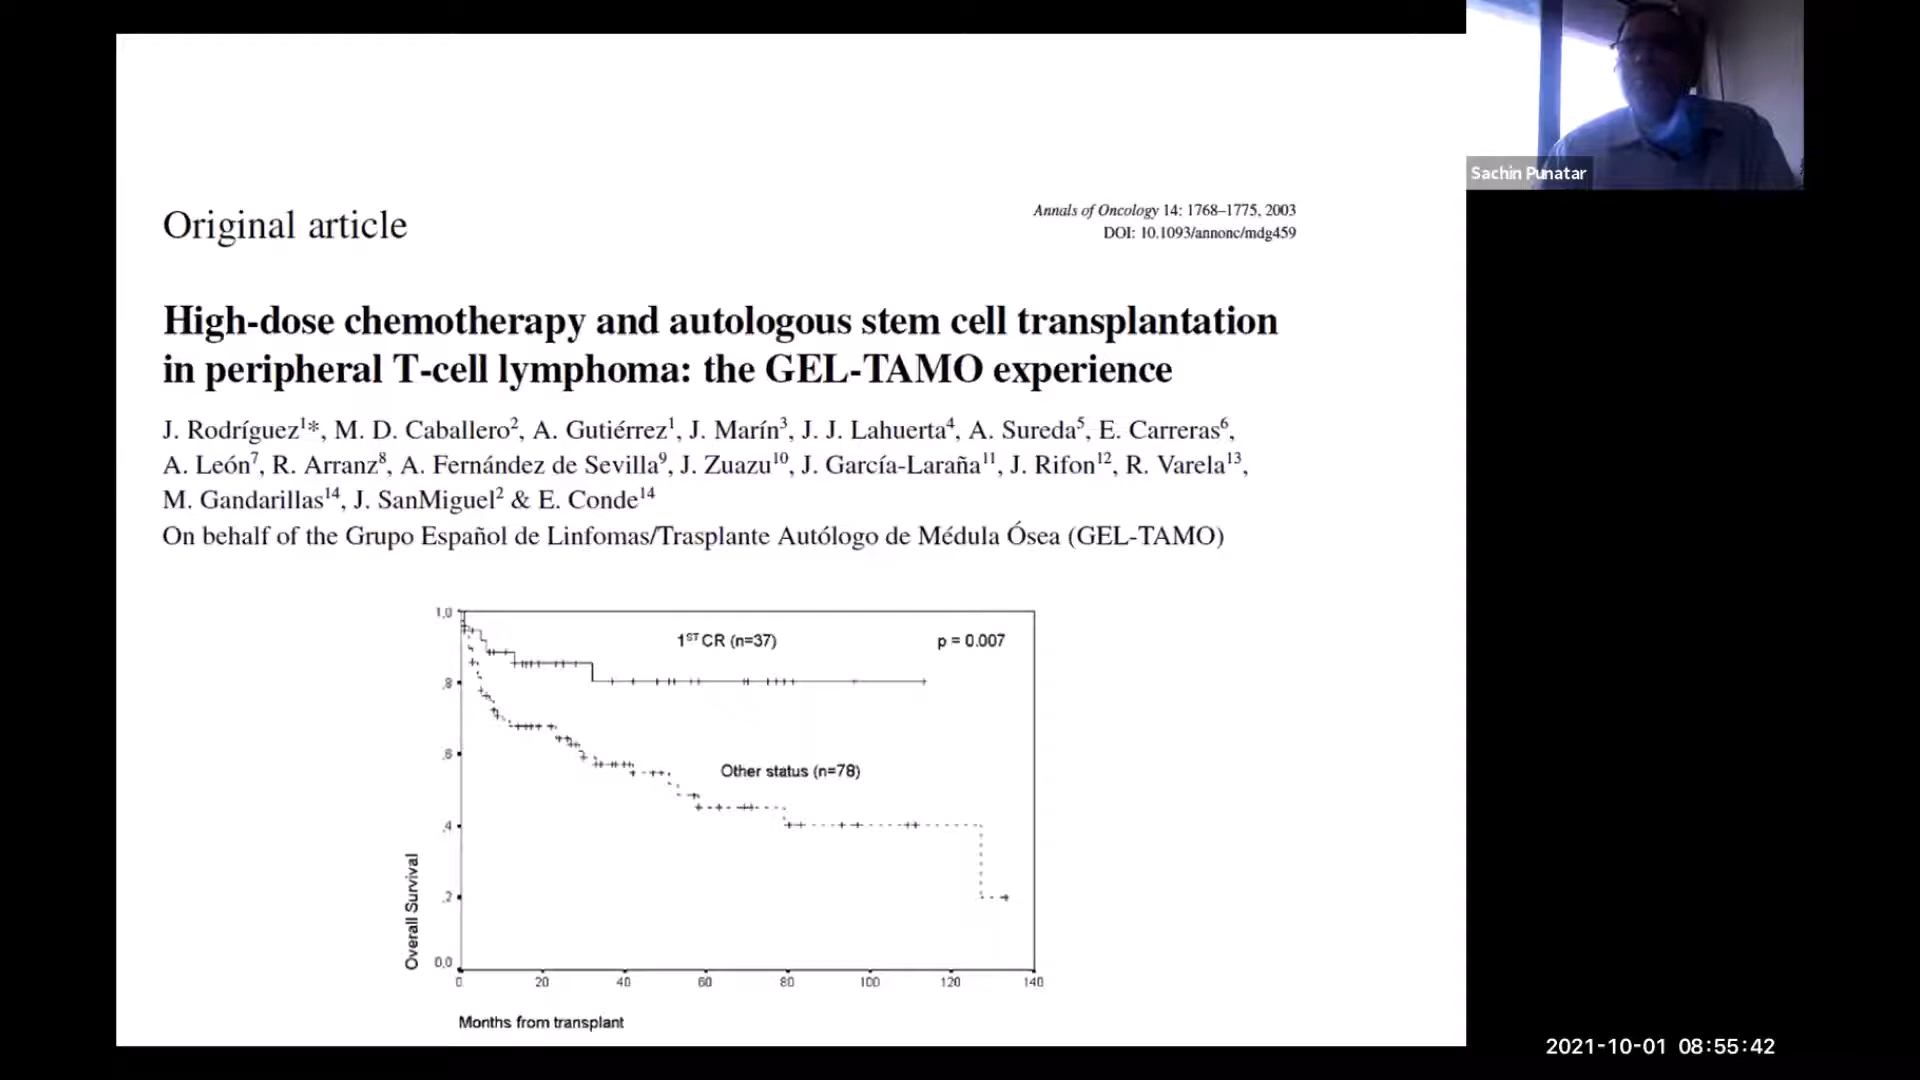 Sachin Punatar
Original article
Annals of Oncology 14: 1768–1775, 2003
DOI: 10.1093/annonc/mdg459
High-dose chemotherapy and autologous stem cell transplantation
in peripheral T-cell lymphoma: the GEL-TAMO experience
J. Rodríguez1*, M. D. Caballero2, A. Gutiérrez1, J. Marín3, J. J. Lahuerta4, A. Sureda5, E. Carreras6,
A. León7, R. Arranz8, A. Fernández de Sevilla9, J. Zuazu10, J. García-Laraña11, J. Rifon12, R. Varela13,
M. Gandarillas14, J. SanMiguel2 & E. Conde14
On behalf of the Grupo Español de Linfomas/Trasplante Autólogo de Médula Ósea (GEL-TAMO)
1,0
1ST CR (n=37)
p = 0.007
,8
,6
Other status (n=78)
,4
,2
0,0
Overall Survival
0 20 40 60 80 100 120 140
Months from transplant
2021-10-01 08:55:42